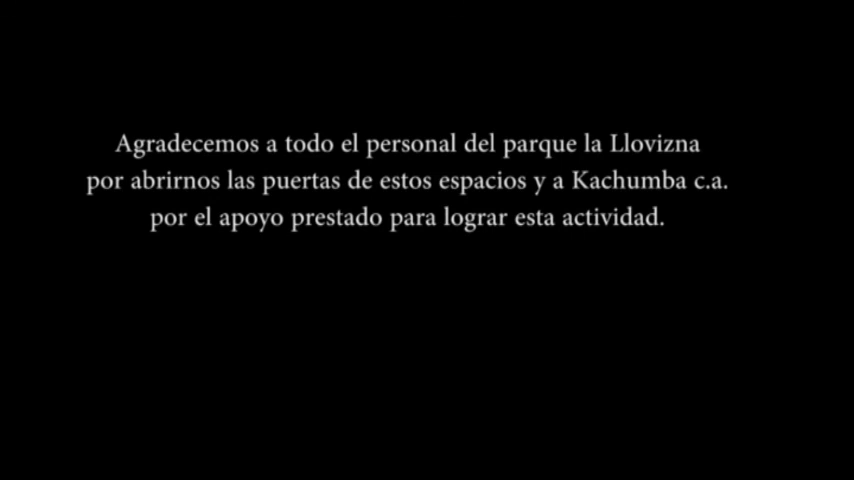 Agradecemos a todo el personal del parque la Llovizna
por abrirnos las puertas de estos espacios y a Kachumba c.a.
por el apoyo prestado para lograr esta actividad.